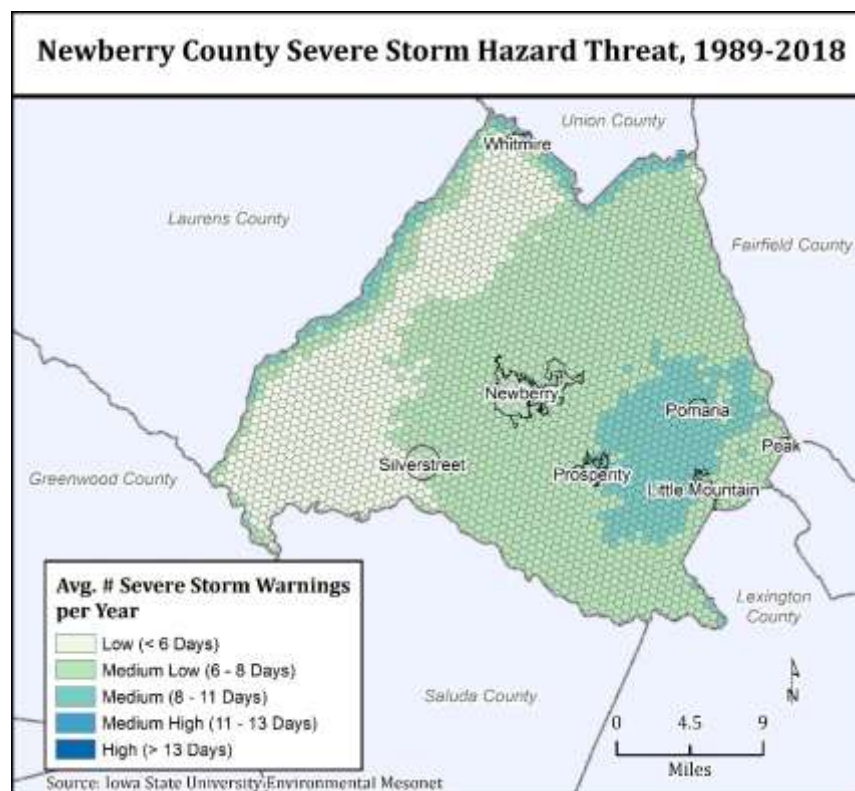 Newberry County Severe Storm Hazard Threat, 1989-2018
Union County
Whitmire
Laurens County
Fairfield County
Newberry
Pomaria
Peak
Silverstreet
Prosperity
Greenwood County
Little Mountain
Avg. # Severe Storm Warnings
per Year
Low (< 6 Days)
Medium Low (6 - 8 Days)
Medium (8 - 11 Days)
Medium High (11 - 13 Days)
High (> 13 Days)
Lexington
County
Saluda County
N
0 4.5 9
Miles
Source: Iowa State University Environmental Mesonet